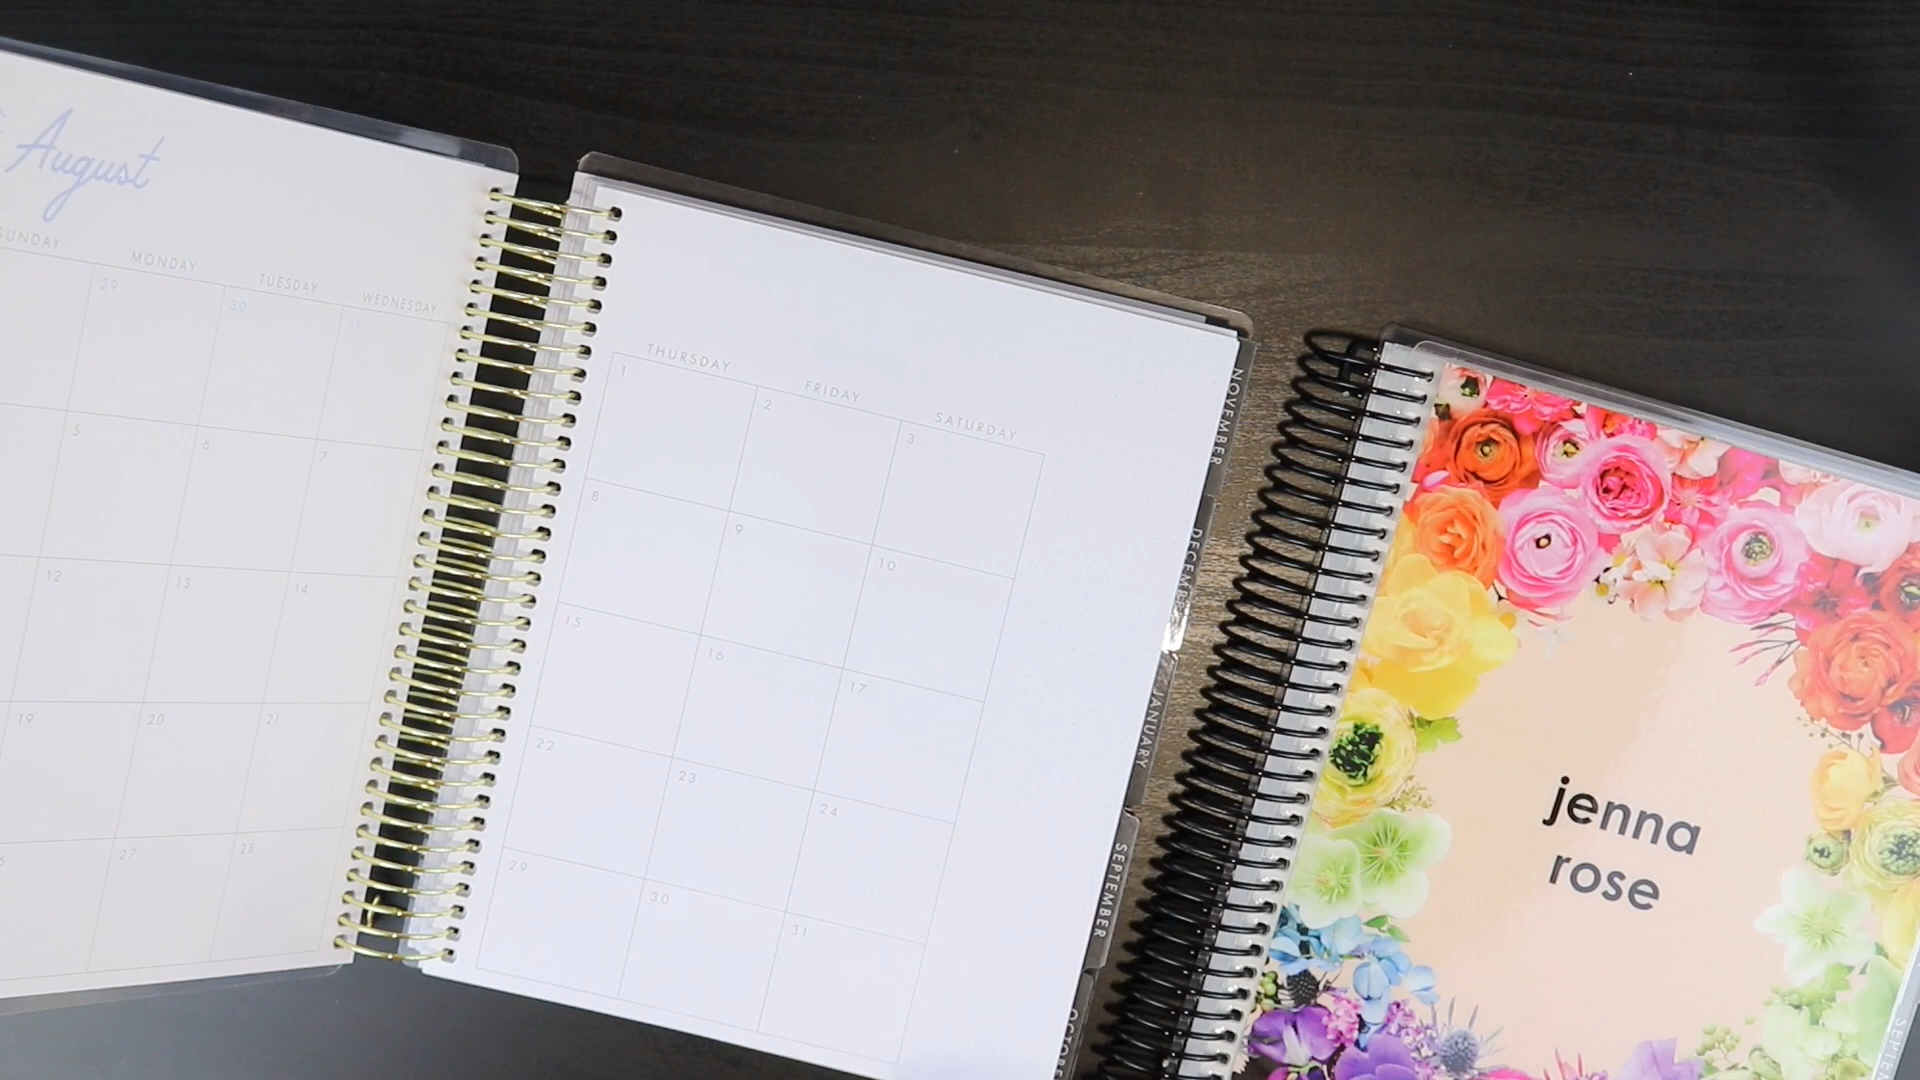 August
SUNDAY MONDAY TUESDAY WEDNESDAY
29 30 31
5 6 7
12 13 14
19 20 21
27 28
THURSDAY FRIDAY SATURDAY
1 2 3
8 9 10
15 16 17
22 23 24
29 30 31
NOVEMBER
DECEMBER
JANUARY
SEPTEMBER
jenna
rose